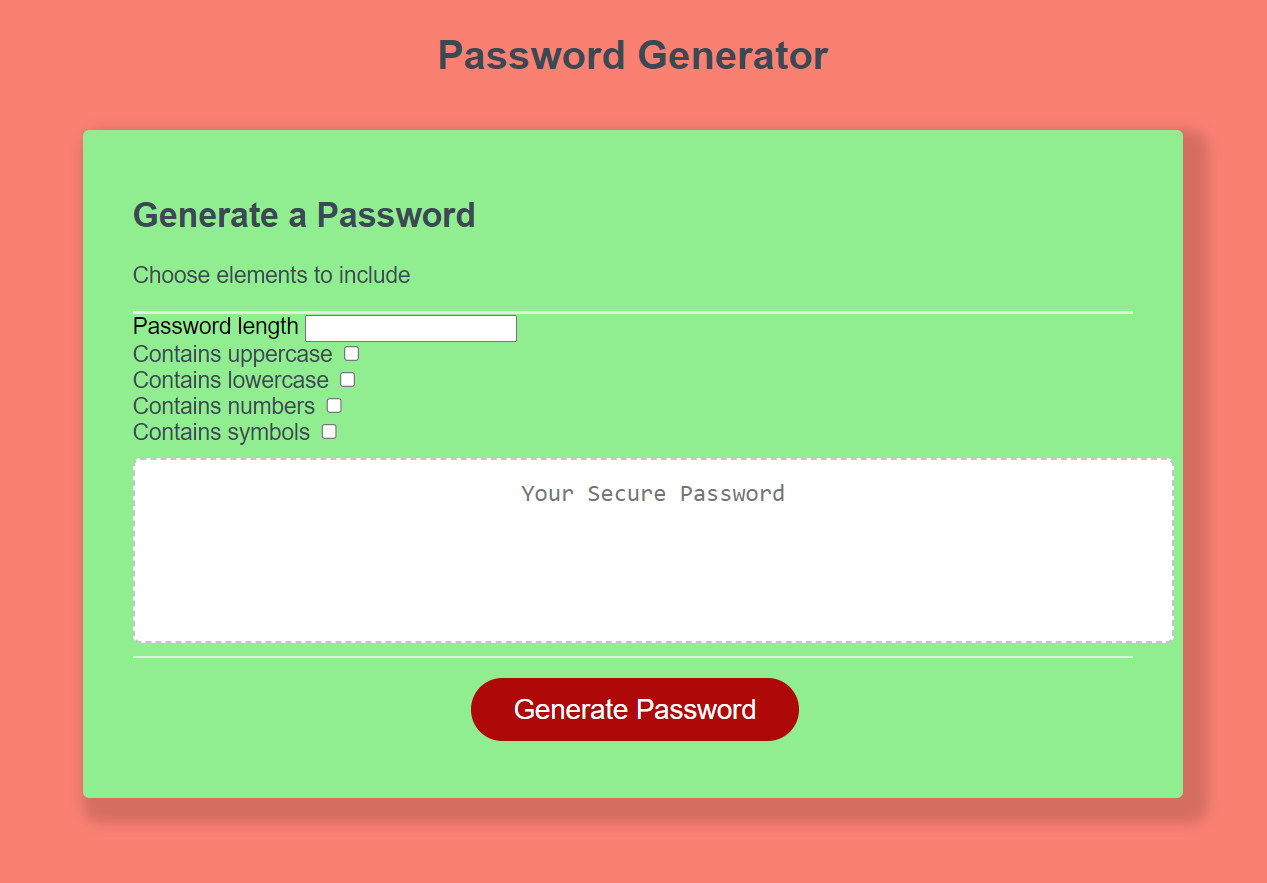 Password Generator
Generate a Password
Choose elements to include
Password length
Contains uppercase
Contains lowercase
Contains numbers
Contains symbols
Your Secure Password
Generate Password